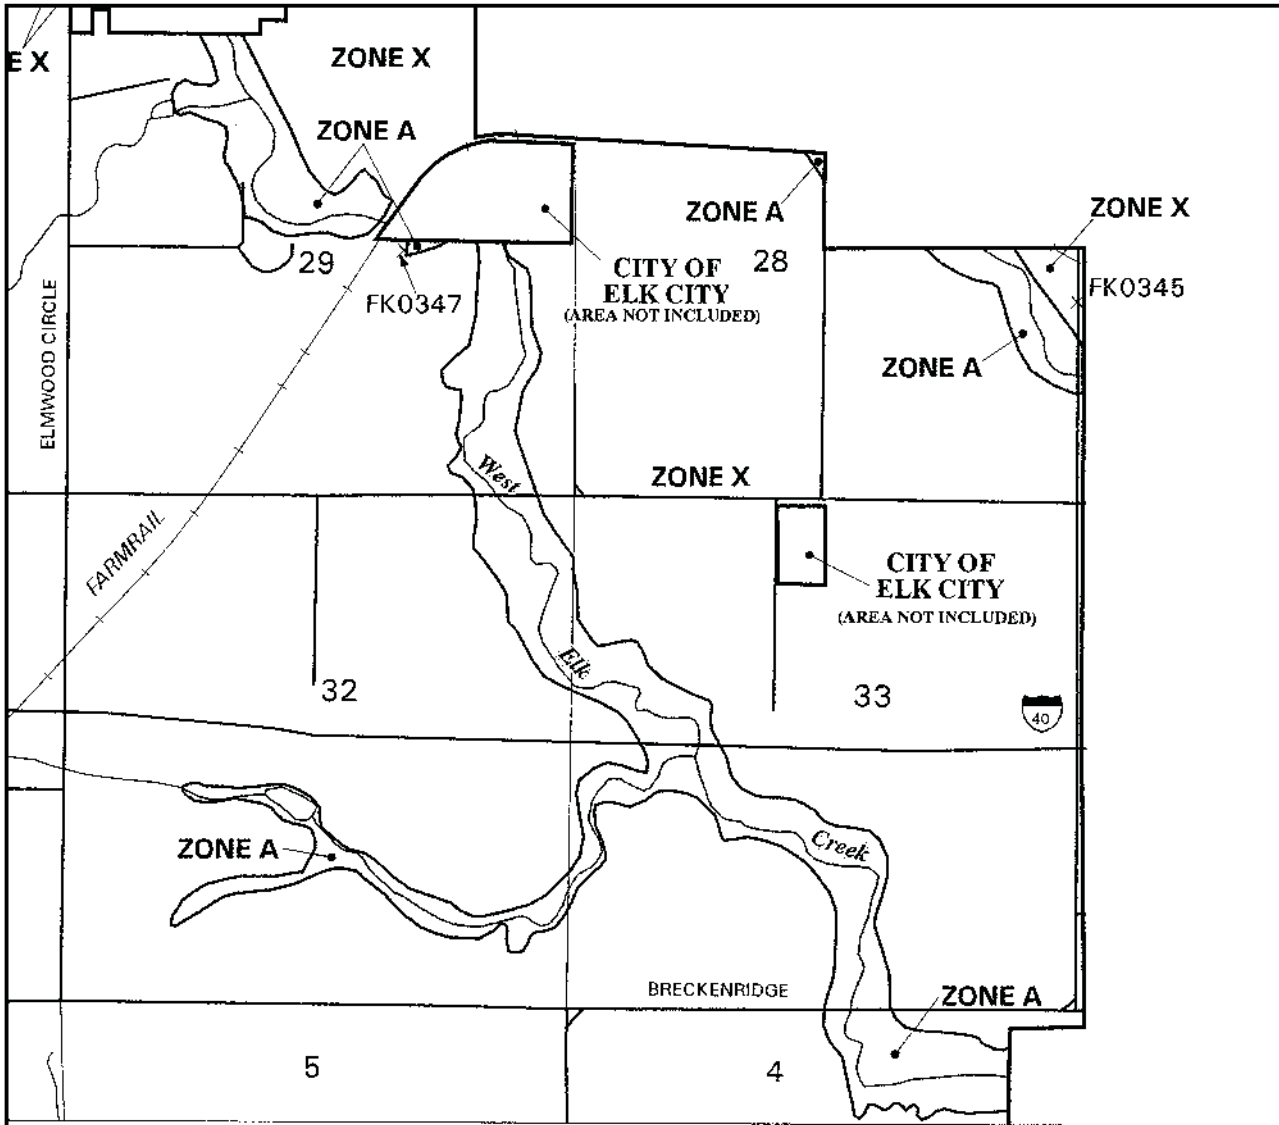 E X
ZONE X
ZONE A
ZONE A
ZONE X
29
CITY OF
ELK CITY
(AREA NOT INCLUDED)
28
FK0347
FK0345
ELMWOOD CIRCLE
ZONE A
West
ZONE X
FARMRAIL
CITY OF
ELK CITY
(AREA NOT INCLUDED)
Elk
32
33
40
Creek
ZONE A
BRECKENRIDGE
ZONE A
5
4